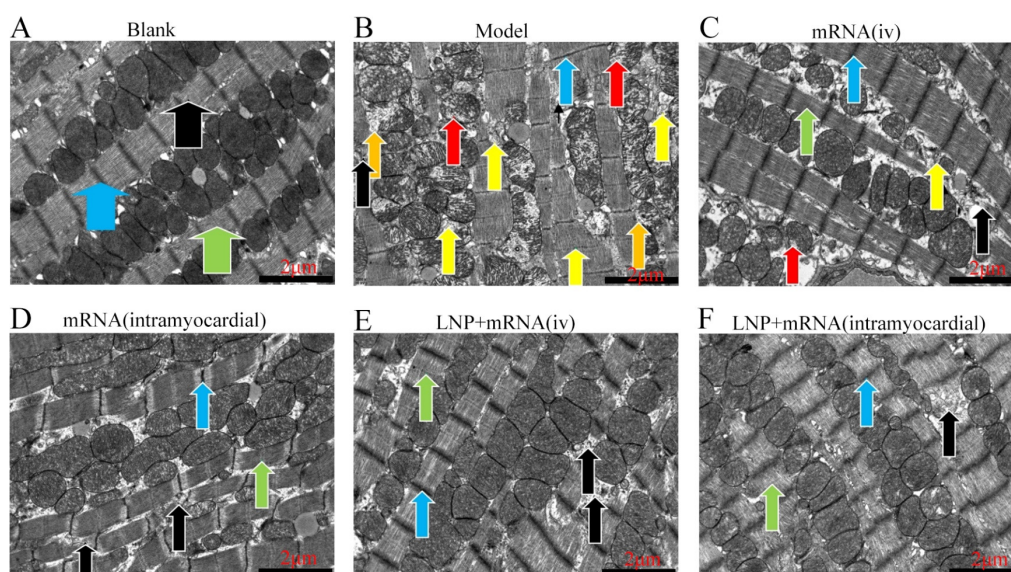 A
Blank
2μm
B
Model
2μm
C
mRNA(iv)
2μm
D
mRNA(intramyocardial)
2μm
E
LNP+mRNA(iv)
2μm
F
LNP+mRNA(intramyocardial)
2μm